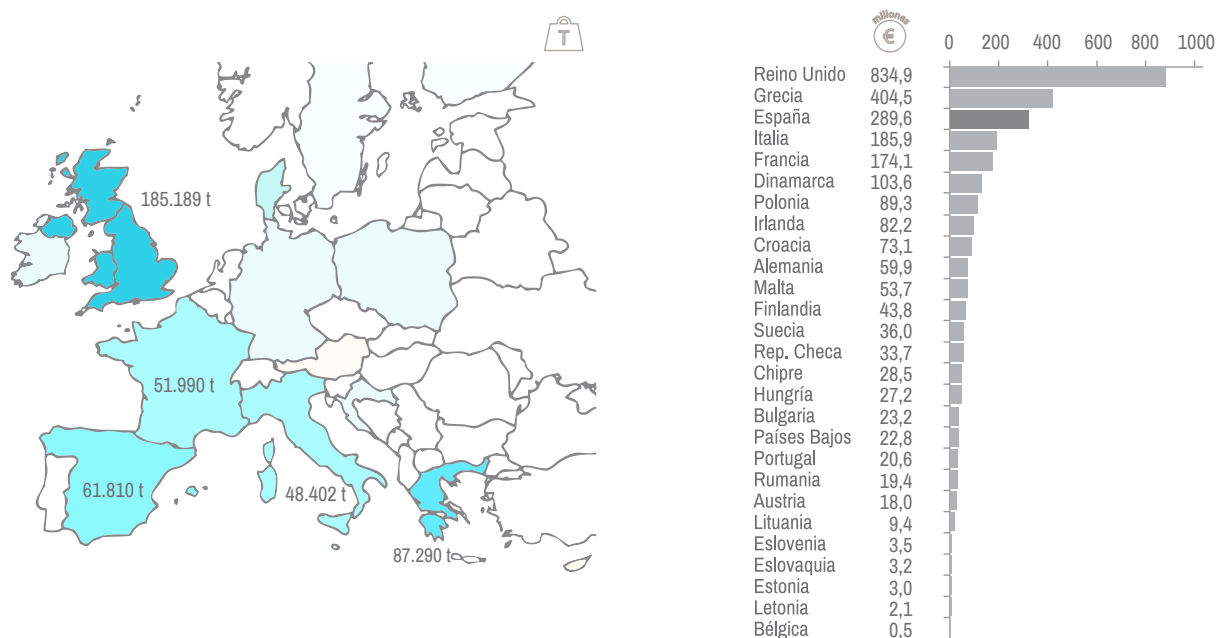 T
185.189 t
51.990 t
61.810 t
48.402 t
87.290 t
millones
€
0 200 400 600 800 1000
Reino Unido 834,9
Grecia 404,5
España 289,6
Italia 185,9
Francia 174,1
Dinamarca 103,6
Polonia 89,3
Irlanda 82,2
Croacia 73,1
Alemania 59,9
Malta 53,7
Finlandia 43,8
Suecia 36,0
Rep. Checa 33,7
Chipre 28,5
Hungría 27,2
Bulgaria 23,2
Países Bajos 22,8
Portugal 20,6
Rumania 19,4
Austria 18,0
Lituania 9,4
Eslovenia 3,5
Eslovaquia 3,2
Estonia 3,0
Letonia 2,1
Bélgica 0,5